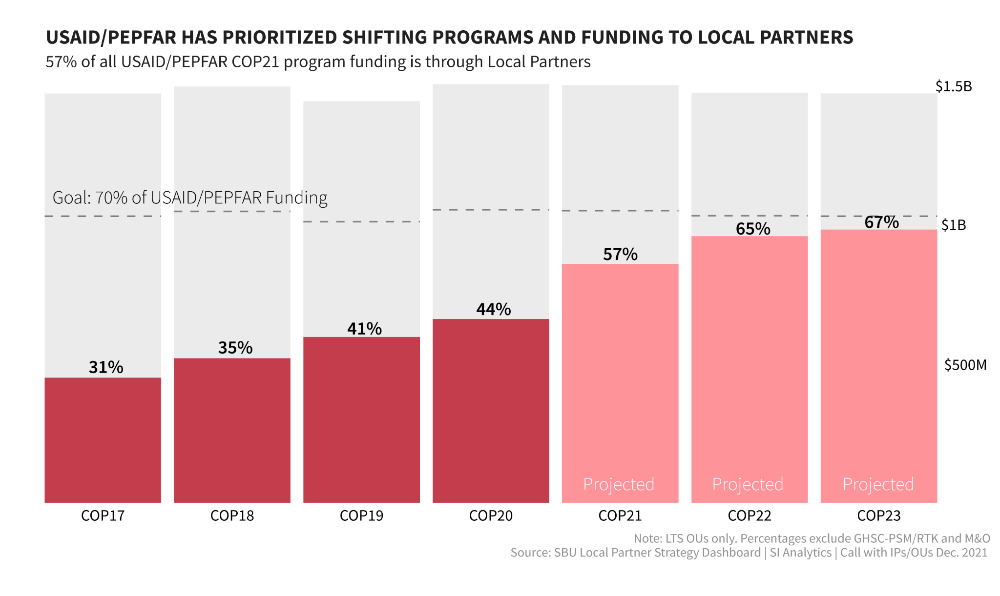 USAID/PEPFAR HAS PRIORITIZED SHIFTING PROGRAMS AND FUNDING TO LOCAL PARTNERS
57% of all USAID/PEPFAR COP21 program funding is through Local Partners
$1.5B
Goal: 70% of USAID/PEPFAR Funding
$1B
$500M
31%
35%
41%
44%
57%
65%
67%
Projected
Projected
Projected
COP17
COP18
COP19
COP20
COP21
COP22
COP23
Note: LTS OUs only. Percentages exclude GHSC-PSM/RTK and M&O
Source: SBU Local Partner Strategy Dashboard | SI Analytics | Call with IPs/OUs Dec. 2021